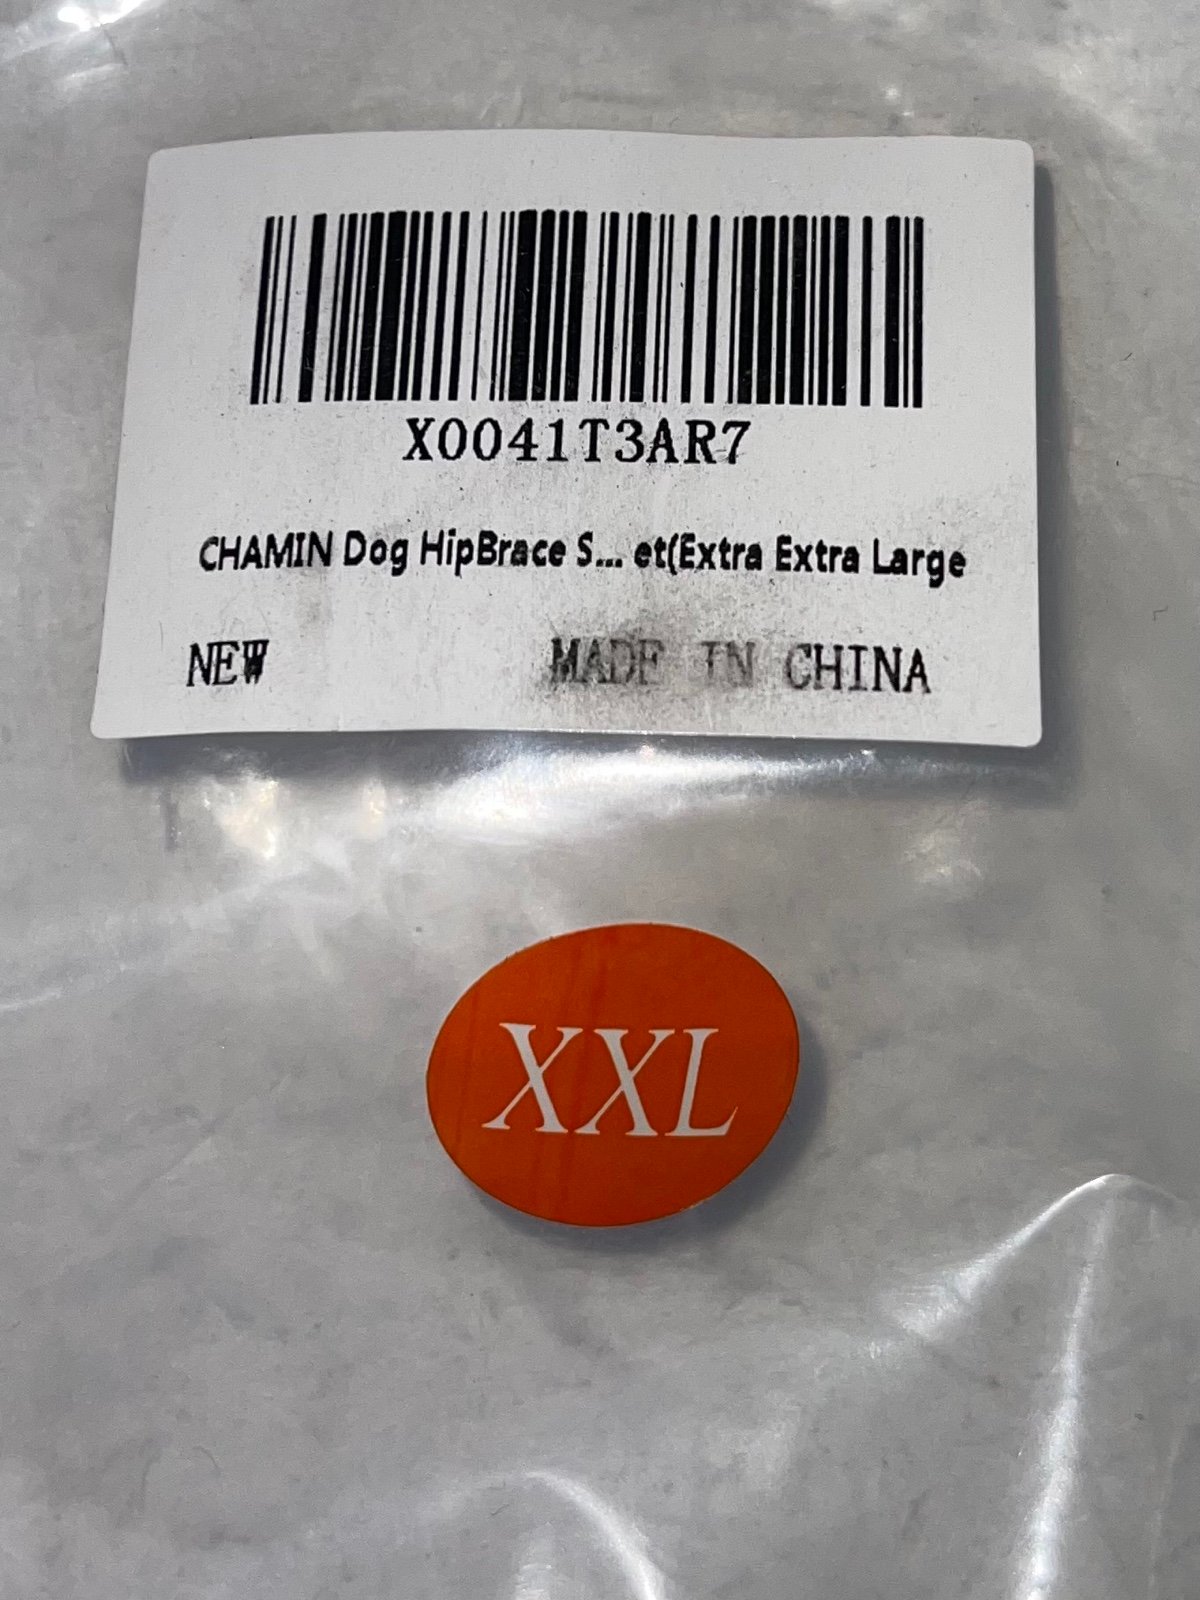 X0041T3AR7
CHAMIN Dog HipBrace S... et(Extra Extra Large
NEW MADE IN CHINA
XXL